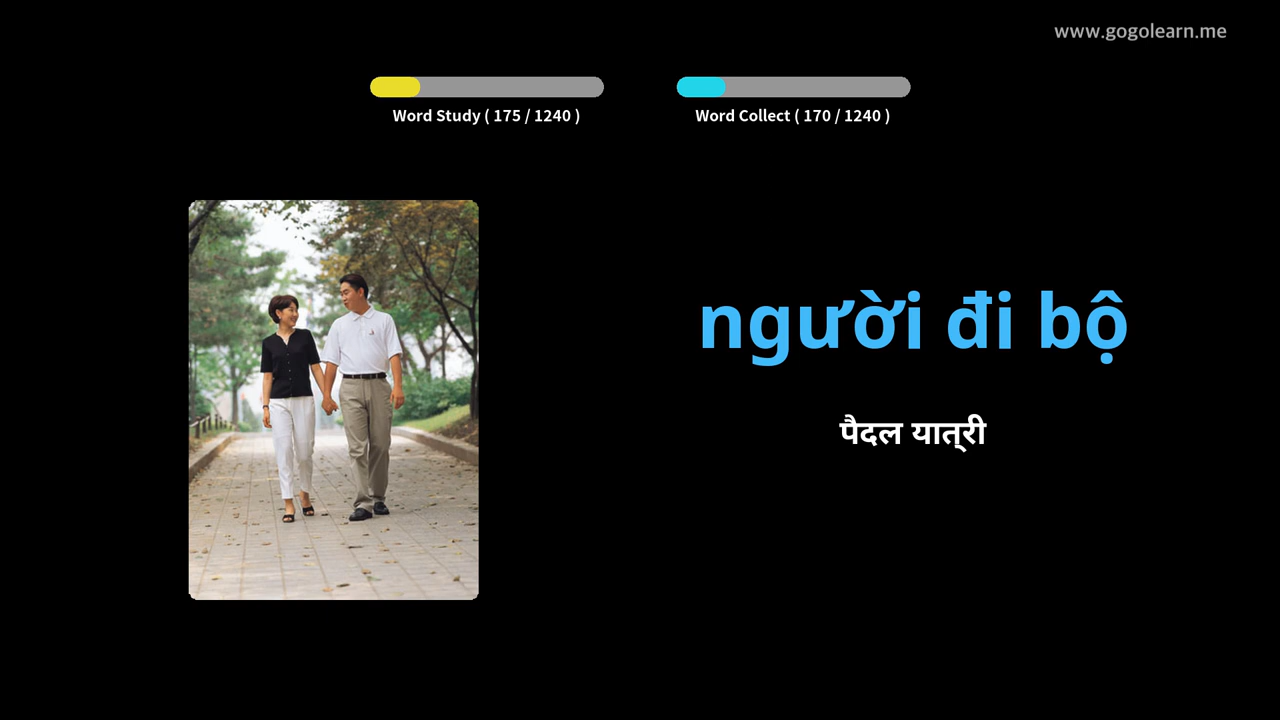 www.gogolearn.me
Word Study ( 175 / 1240 )
Word Collect ( 170 / 1240 )
người đi bộ
पैदल यात्री